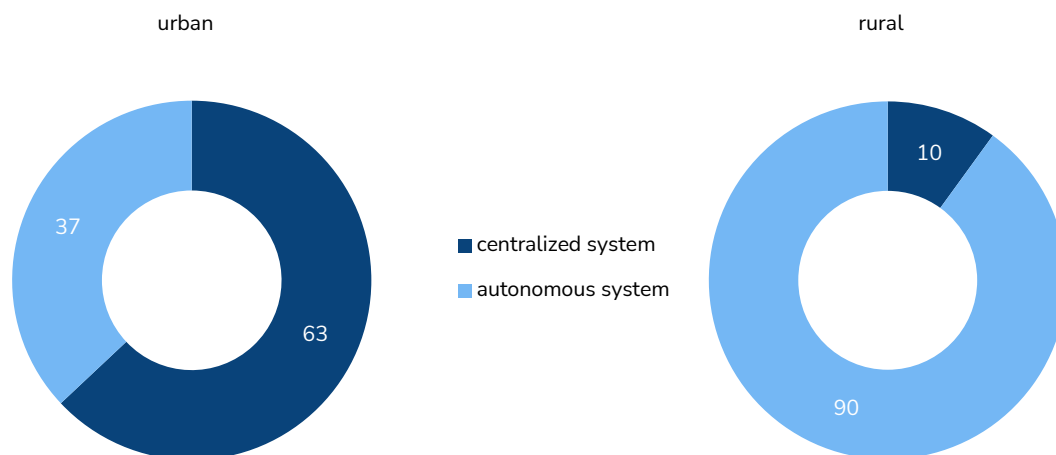 urban
rural
37
63
centralized system
autonomous system
10
90